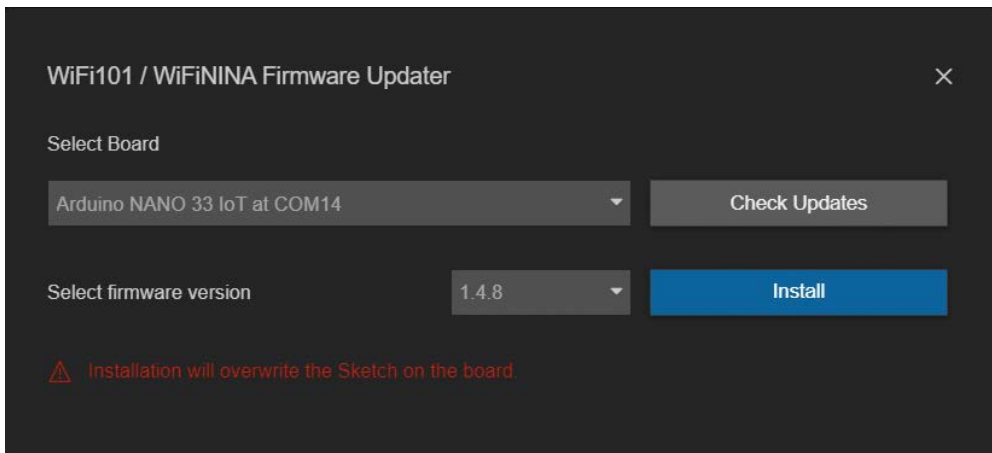 WiFi101 / WiFiNINA Firmware Updater
Select Board
Arduino NANO 33 IoT at COM14
Check Updates
Select firmware version
1.4.8
Install
Installation will overwrite the Sketch on the board.